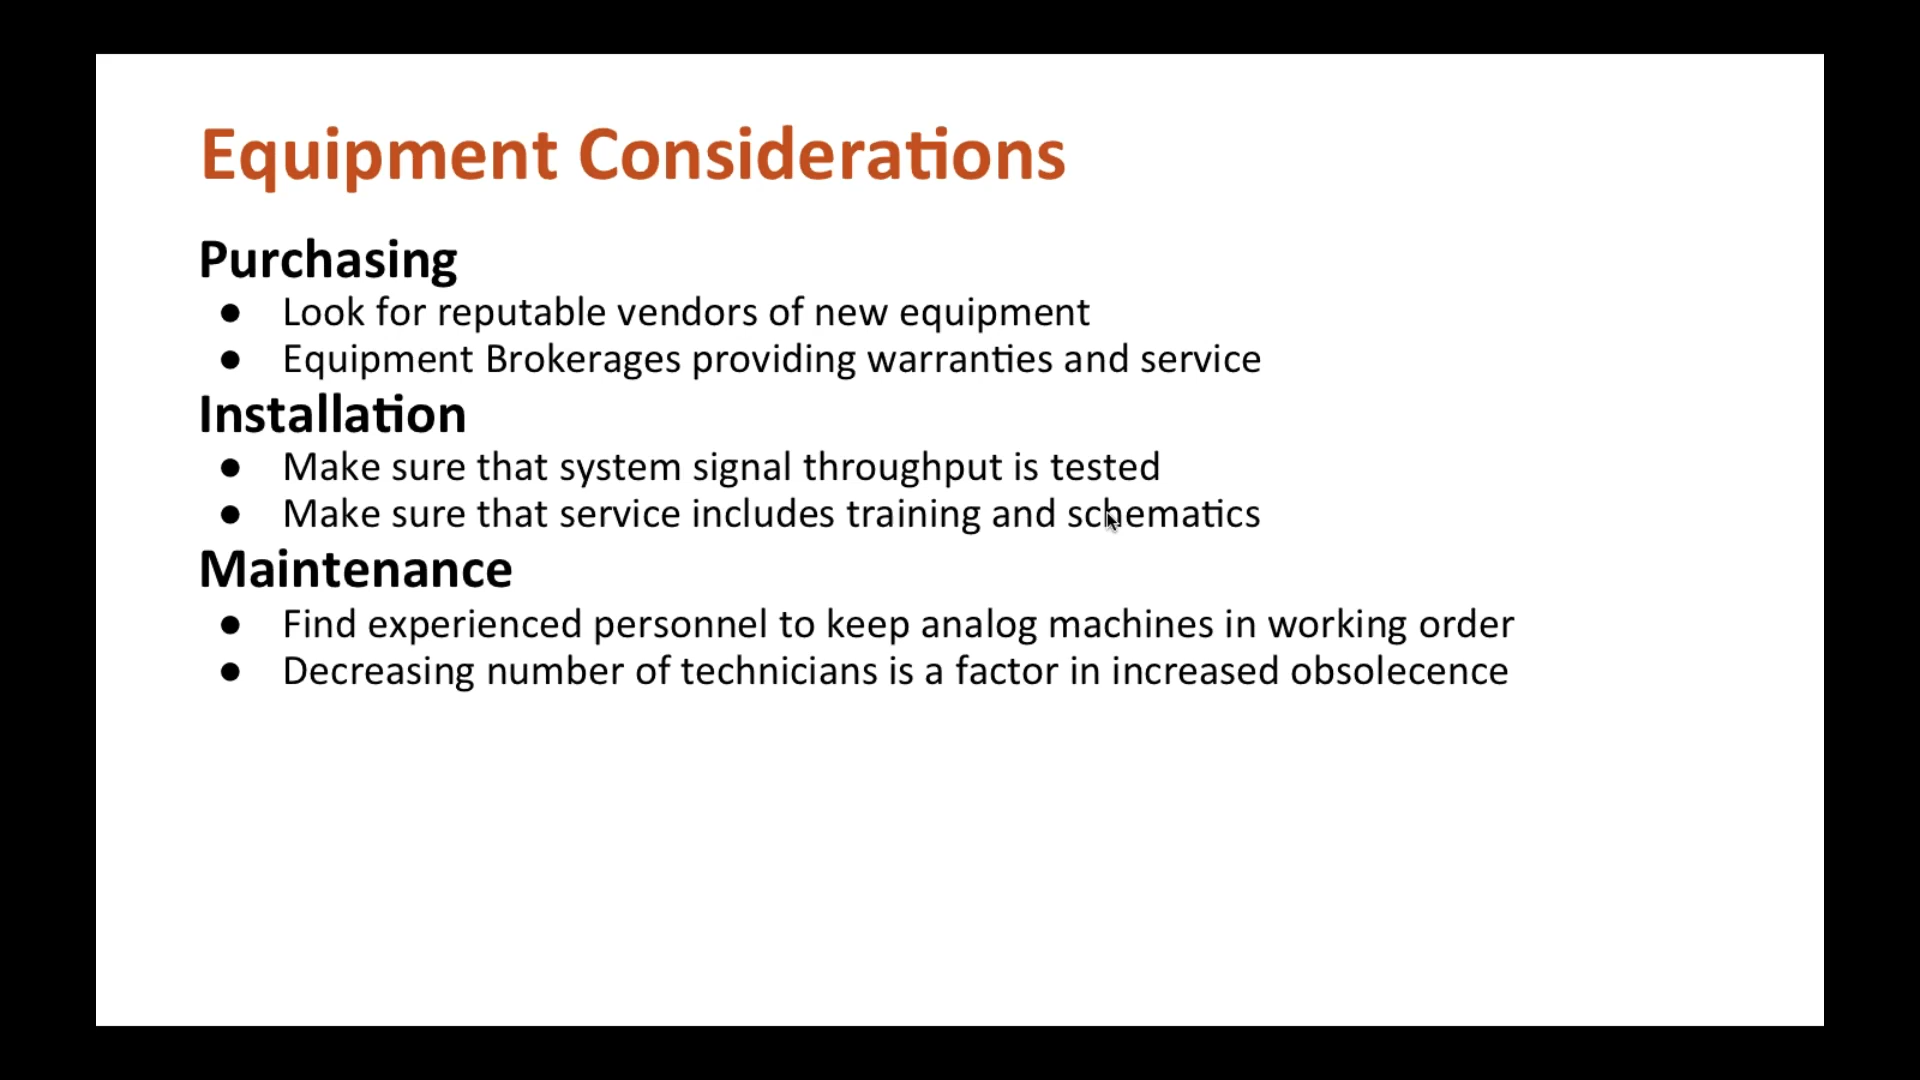 Equipment Considerations
Purchasing
● Look for reputable vendors of new equipment
● Equipment Brokerages providing warranties and service
Installation
● Make sure that system signal throughput is tested
● Make sure that service includes training and schematics
Maintenance
● Find experienced personnel to keep analog machines in working order
● Decreasing number of technicians is a factor in increased obsolecence